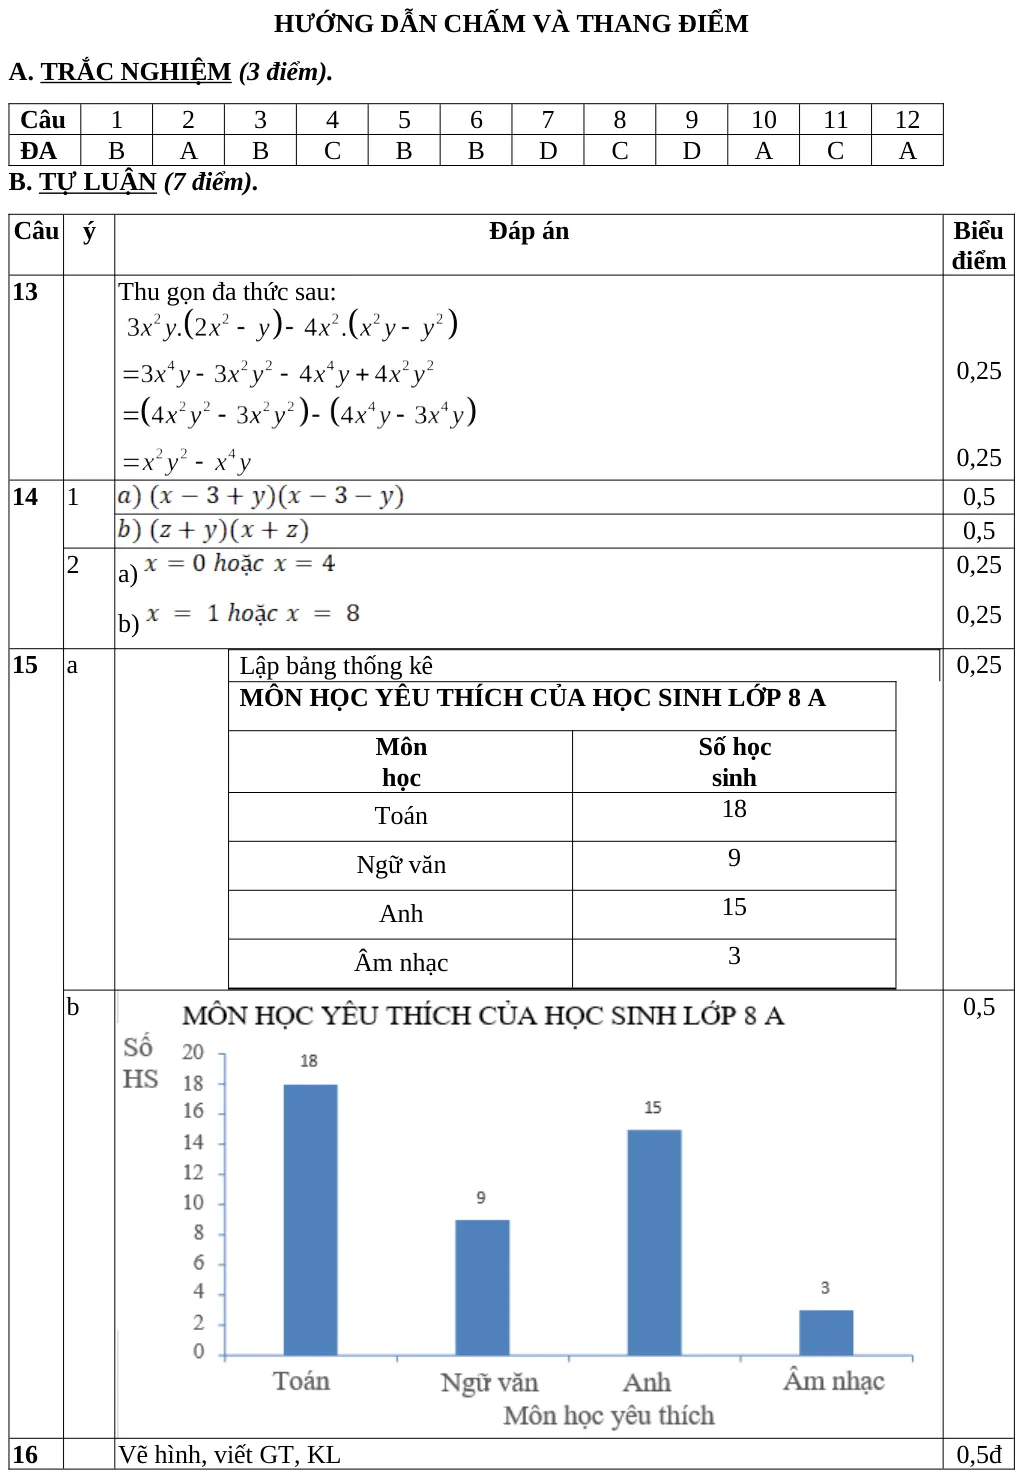 HƯỚNG DẪN CHẤM VÀ THANG ĐIỂM
A. TRẮC NGHIỆM (3 điểm).
Câu 1 2 3 4 5 6 7 8 9 10 11 12
ĐA B A B C B B D C D A C A
B. TỰ LUẬN (7 điểm).
Câu ý Đáp án Biểu điểm
13 Thu gọn đa thức sau:
3x²y.(2x² - y) - 4x².(x²y - y²)
=3x⁴y - 3x²y² - 4x⁴y + 4x²y² 0,25
=(4x²y² - 3x²y²) - (4x⁴y - 3x⁴y)
=x²y² - x⁴y 0,25
14 1 a) (x − 3 + y)(x − 3 − y) 0,5
b) (z + y)(x + z) 0,5
2 a) x = 0 hoặc x = 4 0,25
b) x = 1 hoặc x = 8 0,25
15 a Lập bảng thống kê 0,25
MÔN HỌC YÊU THÍCH CỦA HỌC SINH LỚP 8 A
Môn học Số học sinh
Toán 18
Ngữ văn 9
Anh 15
Âm nhạc 3
b MÔN HỌC YÊU THÍCH CỦA HỌC SINH LỚP 8 A 0,5
Số HS
20
18
16
14
12
10
8
6
4
2
0
18
9
15
3
Toán Ngữ văn Anh Âm nhạc
Môn học yêu thích
16 Vẽ hình, viết GT, KL 0,5đ